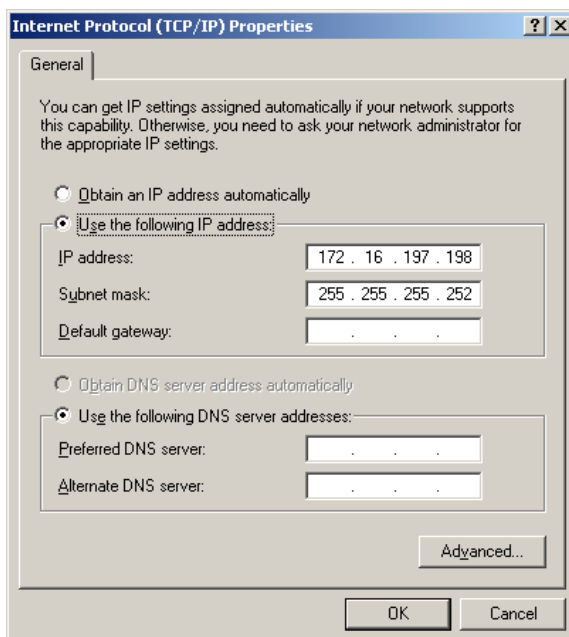 Internet Protocol (TCP/IP) Properties
General
You can get IP settings assigned automatically if your network supports
this capability. Otherwise, you need to ask your network administrator for
the appropriate IP settings.
Obtain an IP address automatically
Use the following IP address:
IP address: 172 . 16 . 197 . 198
Subnet mask: 255 . 255 . 255 . 252
Default gateway: . . .
Obtain DNS server address automatically
Use the following DNS server addresses:
Preferred DNS server: . . .
Alternate DNS server: . . .
Advanced...
OK Cancel